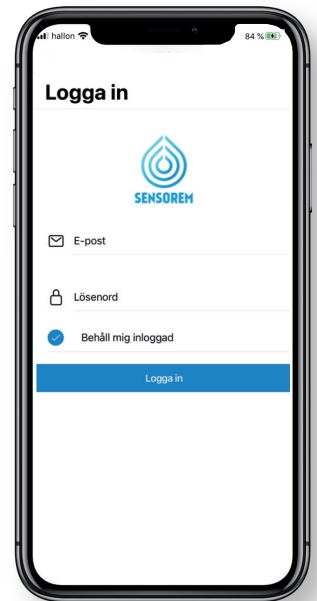 hallon 84 %
Logga in
SENSOREM
E-post
Lösenord
Behåll mig inloggad
Logga in